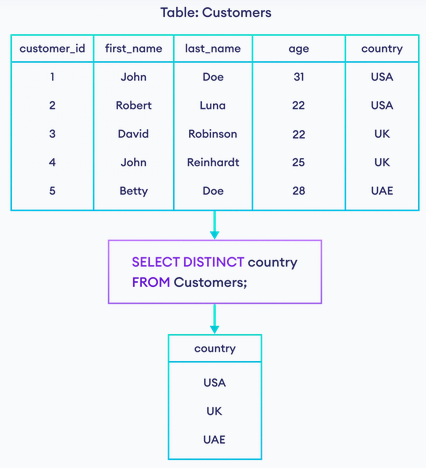 Table: Customers
customer_id first_name last_name age country
1 John Doe 31 USA
2 Robert Luna 22 USA
3 David Robinson 22 UK
4 John Reinhardt 25 UK
5 Betty Doe 28 UAE
SELECT DISTINCT country
FROM Customers;
country
USA
UK
UAE